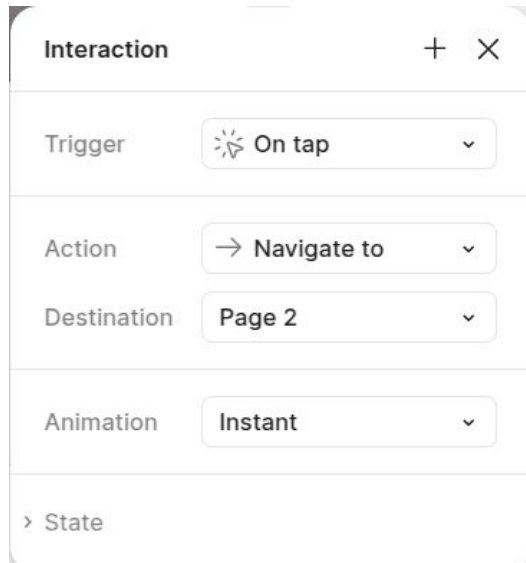 Interaction
Trigger On tap
Action Navigate to
Destination Page 2
Animation Instant
State